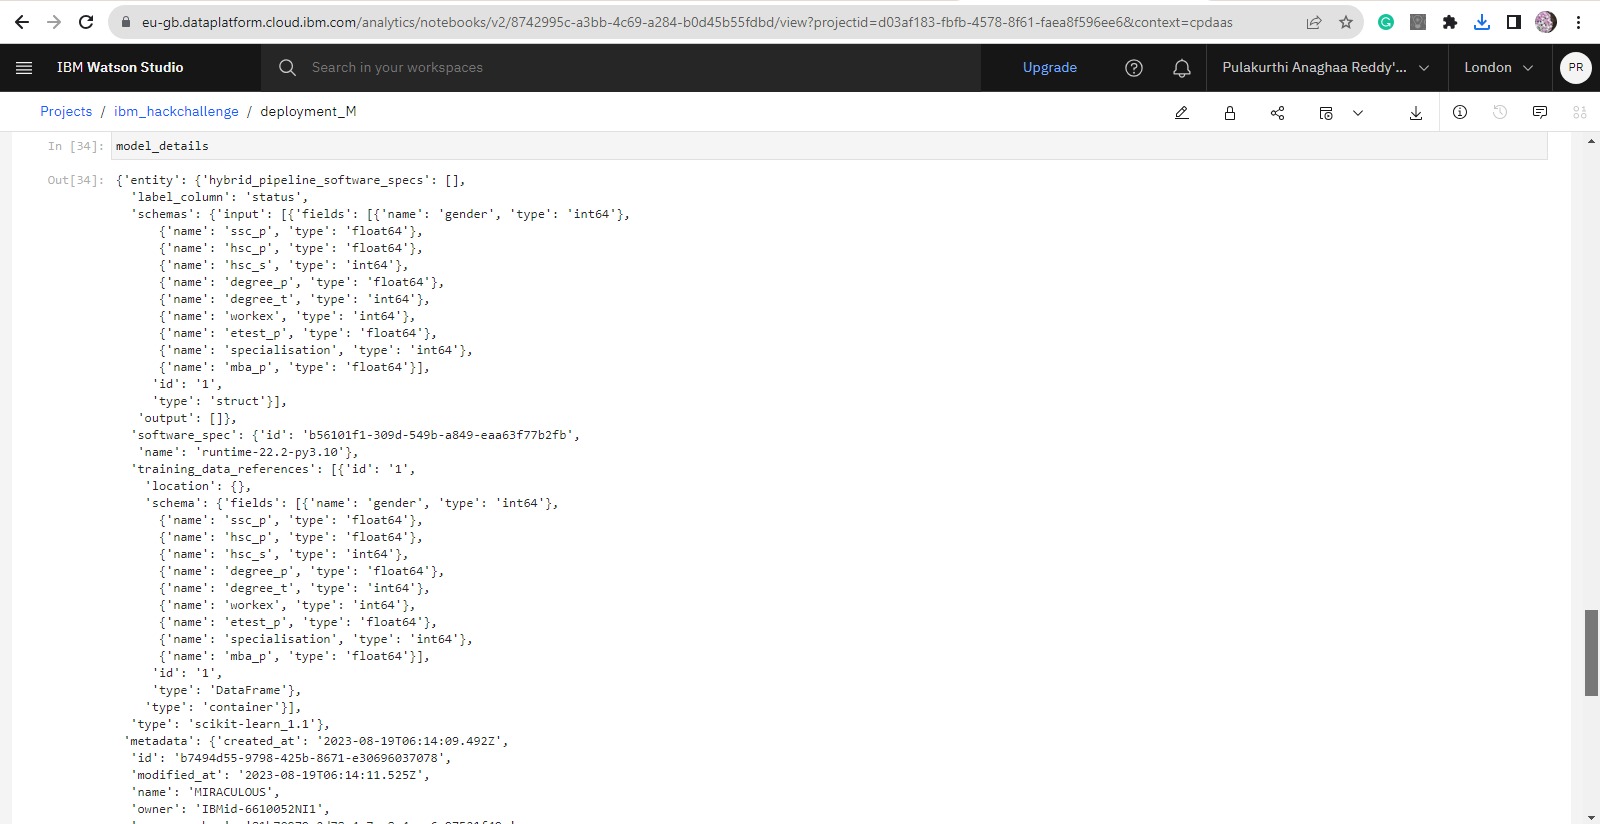 eu-gb.dataplatform.cloud.ibm.com/analytics/notebooks/v2/8742995c-a3bb-4c69-a284-b0d45b55fdbd/view?projectid=d03af183-fbfb-4578-8f61-faea8f596ee6&context=cpdaas
IBM Watson Studio
Search in your workspaces
Upgrade
Pulakurthi Anaghaa Reddy'...
London
PR
Projects / ibm_hackchallenge / deployment_M
In [34]: model_details
Out[34]: {'entity': {'hybrid_pipeline_software_specs': [],
'label_column': 'status',
'schemas': {'input': [{'fields': [{'name': 'gender', 'type': 'int64'},
{'name': 'ssc_p', 'type': 'float64'},
{'name': 'hsc_p', 'type': 'float64'},
{'name': 'hsc_s', 'type': 'int64'},
{'name': 'degree_p', 'type': 'float64'},
{'name': 'degree_t', 'type': 'int64'},
{'name': 'workex', 'type': 'int64'},
{'name': 'etest_p', 'type': 'float64'},
{'name': 'specialisation', 'type': 'int64'},
{'name': 'mba_p', 'type': 'float64'}],
'id': '1',
'type': 'struct'}],
'output': []},
'software_spec': {'id': 'b56101f1-309d-549b-a849-eaa63f77b2fb',
'name': 'runtime-22.2-py3.10'},
'training_data_references': [{'id': '1',
'location': {},
'schema': {'fields': [{'name': 'gender', 'type': 'int64'},
{'name': 'ssc_p', 'type': 'float64'},
{'name': 'hsc_p', 'type': 'float64'},
{'name': 'hsc_s', 'type': 'int64'},
{'name': 'degree_p', 'type': 'float64'},
{'name': 'degree_t', 'type': 'int64'},
{'name': 'workex', 'type': 'int64'},
{'name': 'etest_p', 'type': 'float64'},
{'name': 'specialisation', 'type': 'int64'},
{'name': 'mba_p', 'type': 'float64'}],
'id': '1',
'type': 'DataFrame'},
'type': 'container'}],
'type': 'scikit-learn_1.1'},
'metadata': {'created_at': '2023-08-19T06:14:09.492Z',
'id': 'b7494d55-9798-425b-8671-e30696037078',
'modified_at': '2023-08-19T06:14:11.525Z',
'name': 'MIRACULOUS',
'owner': 'IBMid-6610052NI1',